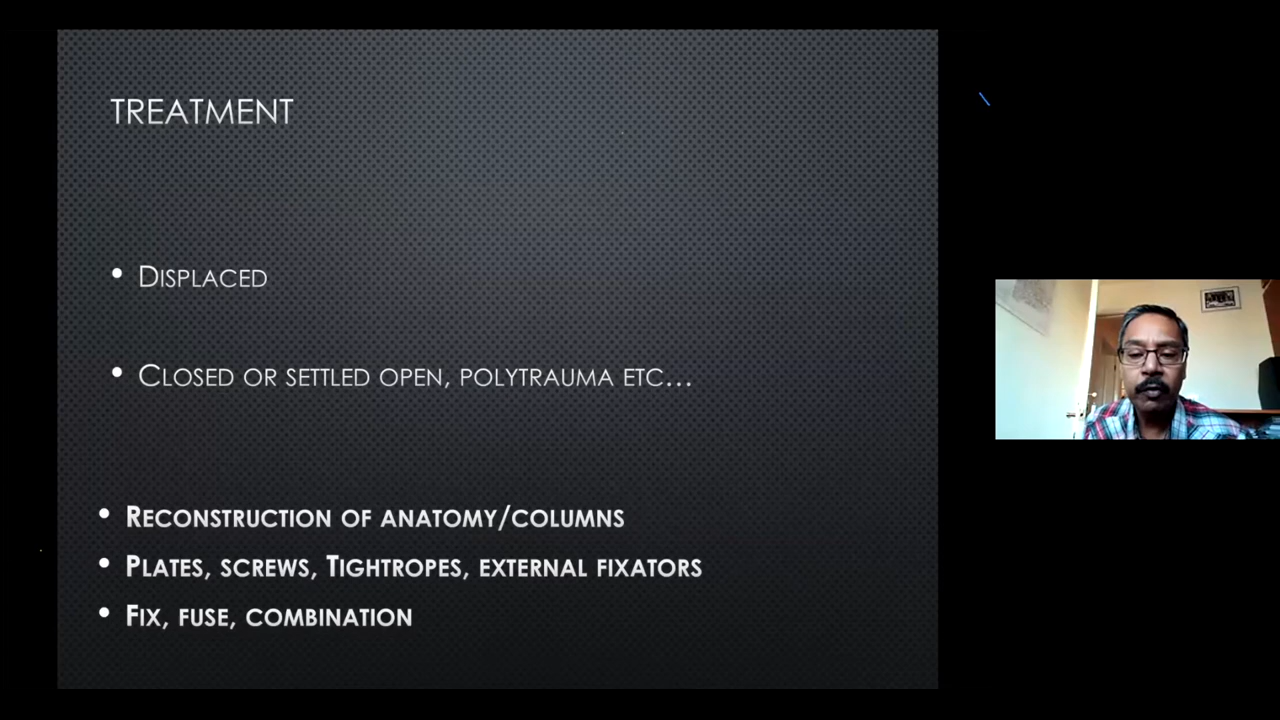 TREATMENT
• DISPLACED
• CLOSED OR SETTLED OPEN, POLYTRAUMA ETC...
• RECONSTRUCTION OF ANATOMY/COLUMNS
• PLATES, SCREWS, TIGHTROPES, EXTERNAL FIXATORS
• FIX, FUSE, COMBINATION